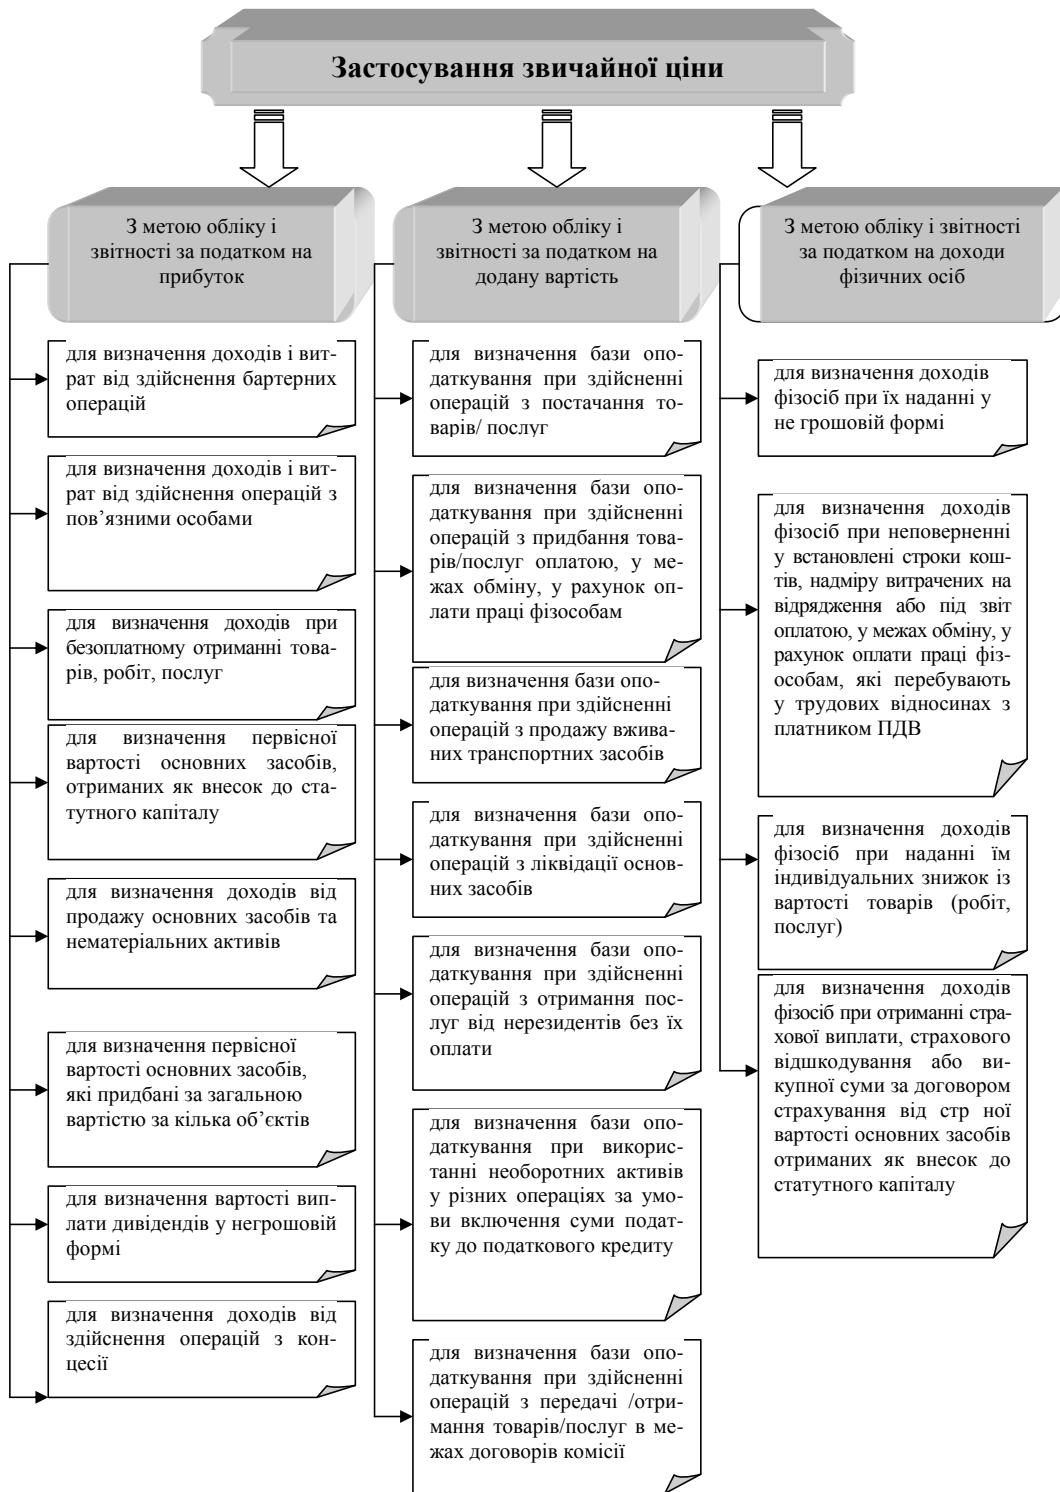 Застосування звичайної ціни
З метою обліку і
звітності за податком на
прибуток
для визначення доходів і вит-
рат від здійснення бартерних
операцій
для визначення доходів і вит-
рат від здійснення операцій з
пов’язними особами
для визначення доходів при
безоплатному отриманні това-
рів, робіт, послуг
для визначення первісної
вартості основних засобів,
отриманих як внесок до ста-
тутного капіталу
для визначення доходів від
продажу основних засобів та
нематеріальних активів
для визначення первісної
вартості основних засобів,
які придбані за загальною
вартістю за кілька об’єктів
для визначення вартості вип-
лати дивідендів у негрошовій
формі
для визначення доходів від
здійснення операцій з кон-
цесії
З метою обліку і
звітності за податком на
додану вартість
для визначення бази опо-
даткування при здійсненні
операцій з постачання то-
варів/ послуг
для визначення бази опо-
даткування при здійсненні
операцій з придбання това-
рів/послуг оплатою, у ме-
жах обміну, у рахунок оп-
лати праці фізособам
для визначення бази опо-
даткування при здійсненні
операцій з продажу вжива-
них транспортних засобів
для визначення бази опо-
даткування при здійсненні
операцій з ліквідації основ-
них засобів
для визначення бази опо-
даткування при здійсненні
операцій з отримання пос-
луг від нерезидентів без їх
оплати
для визначення бази опо-
даткування при викорис-
танні необоротних активів
у різних операціях за умо-
ви включення суми подат-
ку до податкового кредиту
для визначення бази опо-
даткування при здійсненні
операцій з передачі /отри-
мання товарів/послуг в ме-
жах договорів комісії
З метою обліку і звітності
за податком на доходи
фізичних осіб
для визначення доходів
фізосіб при їх наданні у
не грошовій формі
для визначення доходів
фізосіб при неповерненні
у встановлені строки кош-
тів, надміру витрачених на
відрядження або під звіт
оплатою, у межах обміну, у
рахунок оплати праці фіз-
особам, які перебувають
у трудових відносинах з
платником ПДВ
для визначення доходів
фізосіб при наданні їм
індивідуальних знижок із
вартості товарів (робіт,
послуг)
для визначення доходів
фізосіб при отриманні стра-
хової виплати, страхового
відшкодування або ви-
купної суми за договором
страхування від стр ної
вартості основних засобів
отриманих як внесок до
статутного капіталу